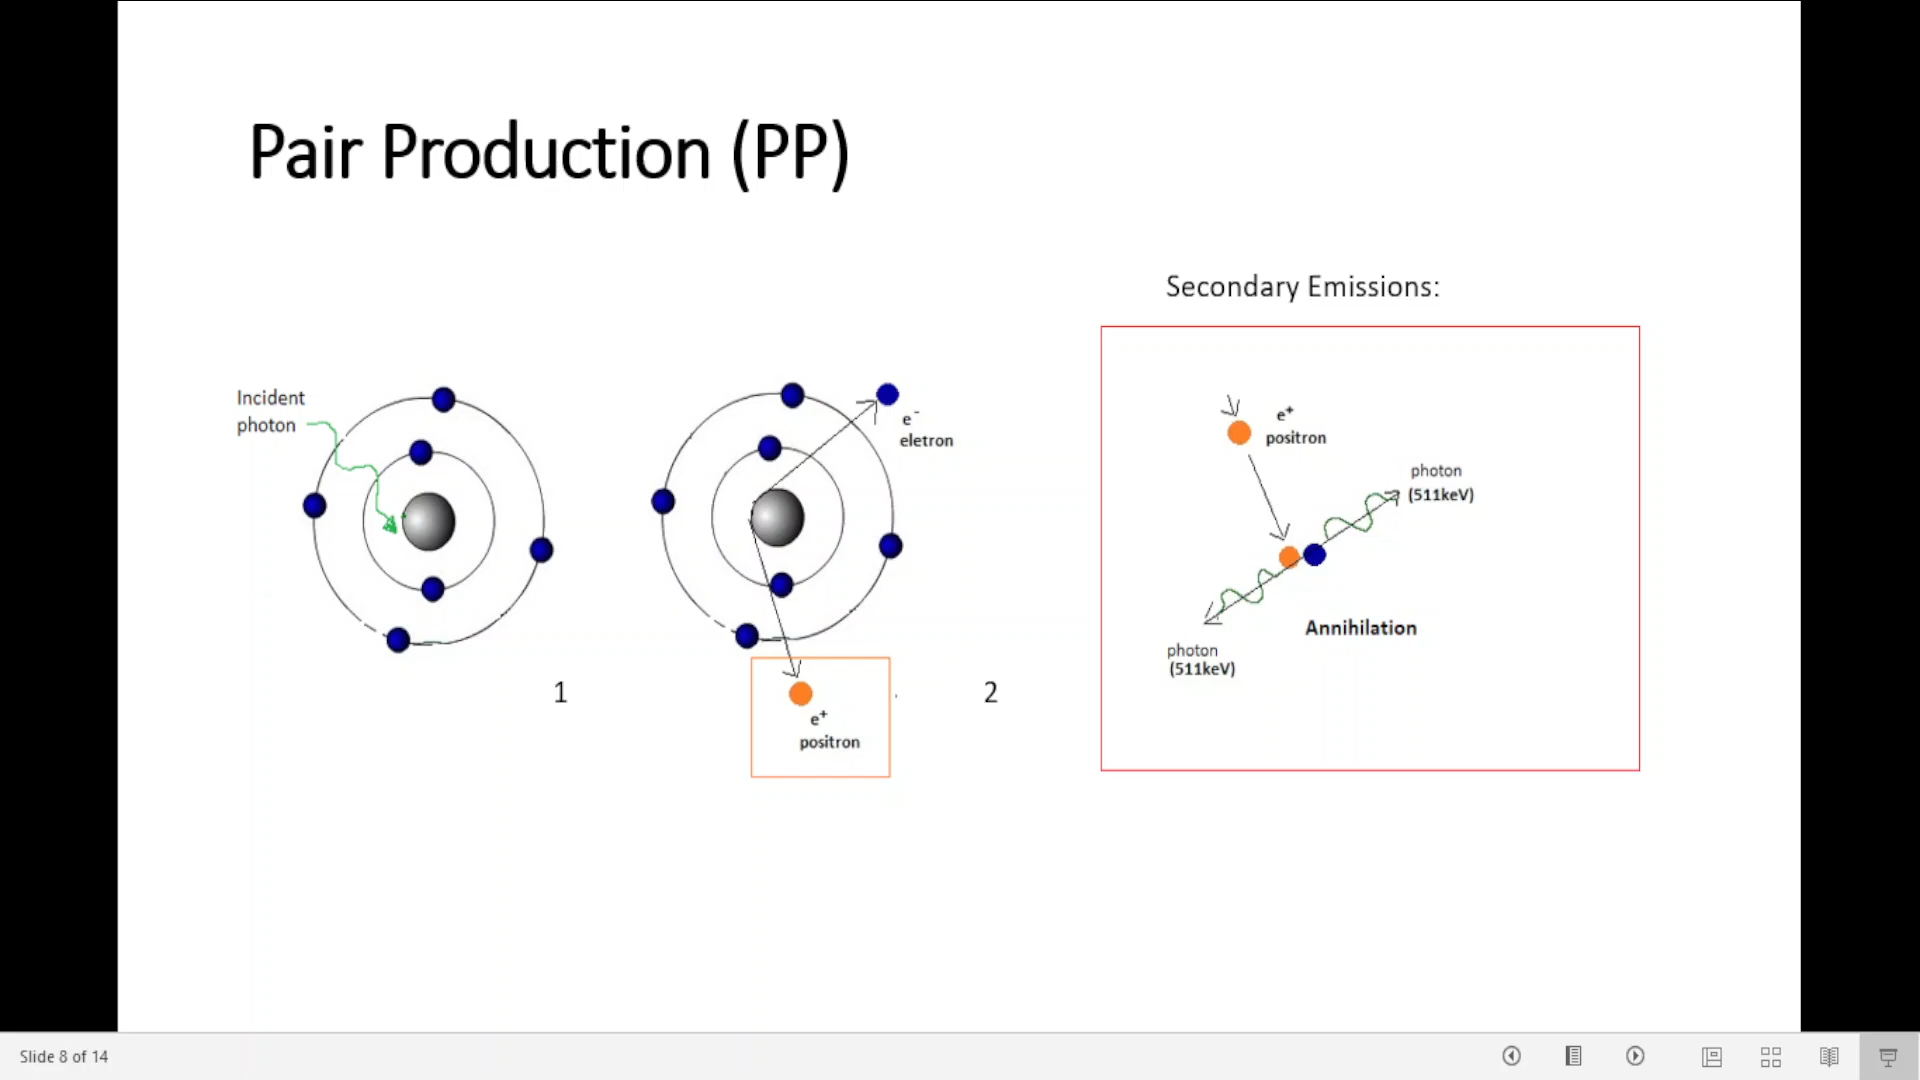 Pair Production (PP)
Secondary Emissions:
Incident
photon
e⁻
eletron
1
e⁺
positron
2
e⁺
positron
photon
(511keV)
Annihilation
photon
(511keV)
Slide 8 of 14